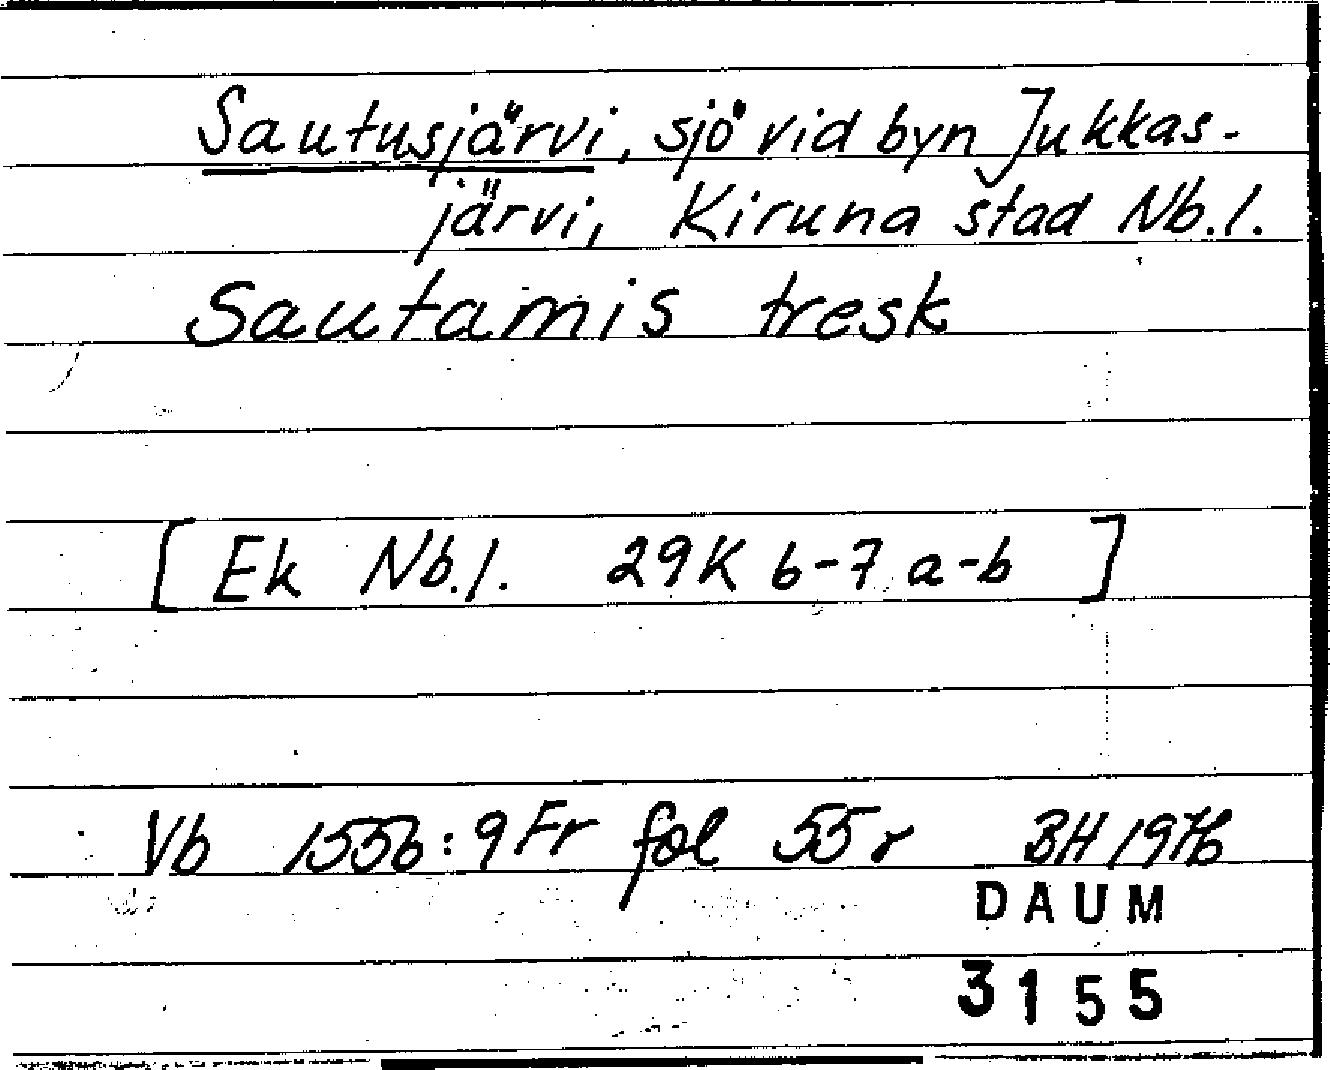 Sautusjärvi, sjö vid byn Jukkas-
järvi, Kiruna stad Nb.l.
Sautamis tresk
[Ek Nb.l. 29K 6-7 a-b]
Vb 1556:9 Fr fol 55 r BH 1976
DAUM
3155